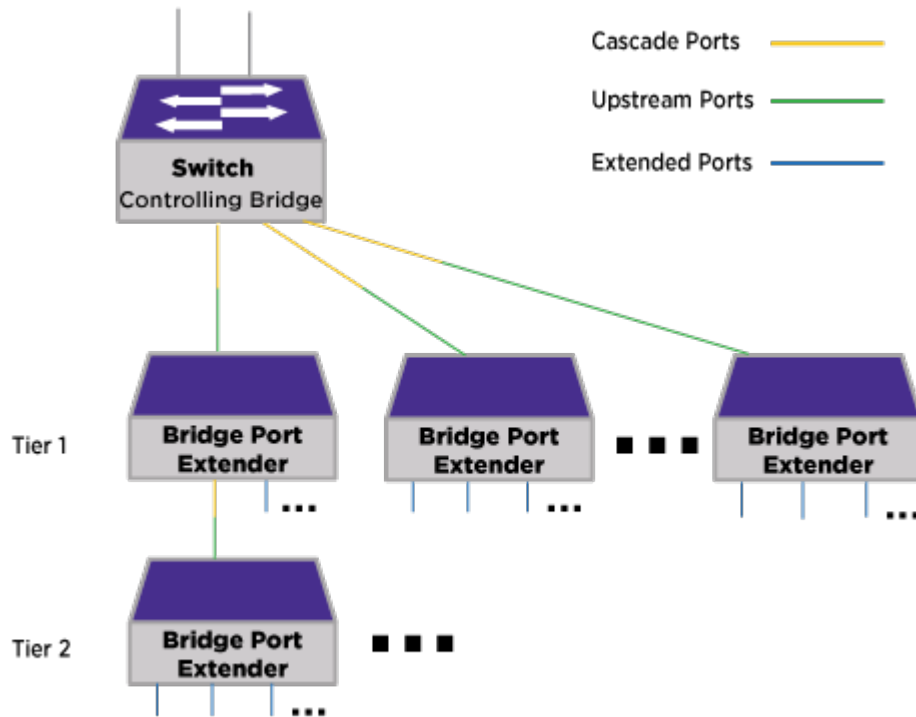 Cascade Ports
Upstream Ports
Extended Ports
Switch
Controlling Bridge
Tier 1
Bridge Port
Extender
...
Bridge Port
Extender
...
Bridge Port
Extender
...
Tier 2
Bridge Port
Extender
...